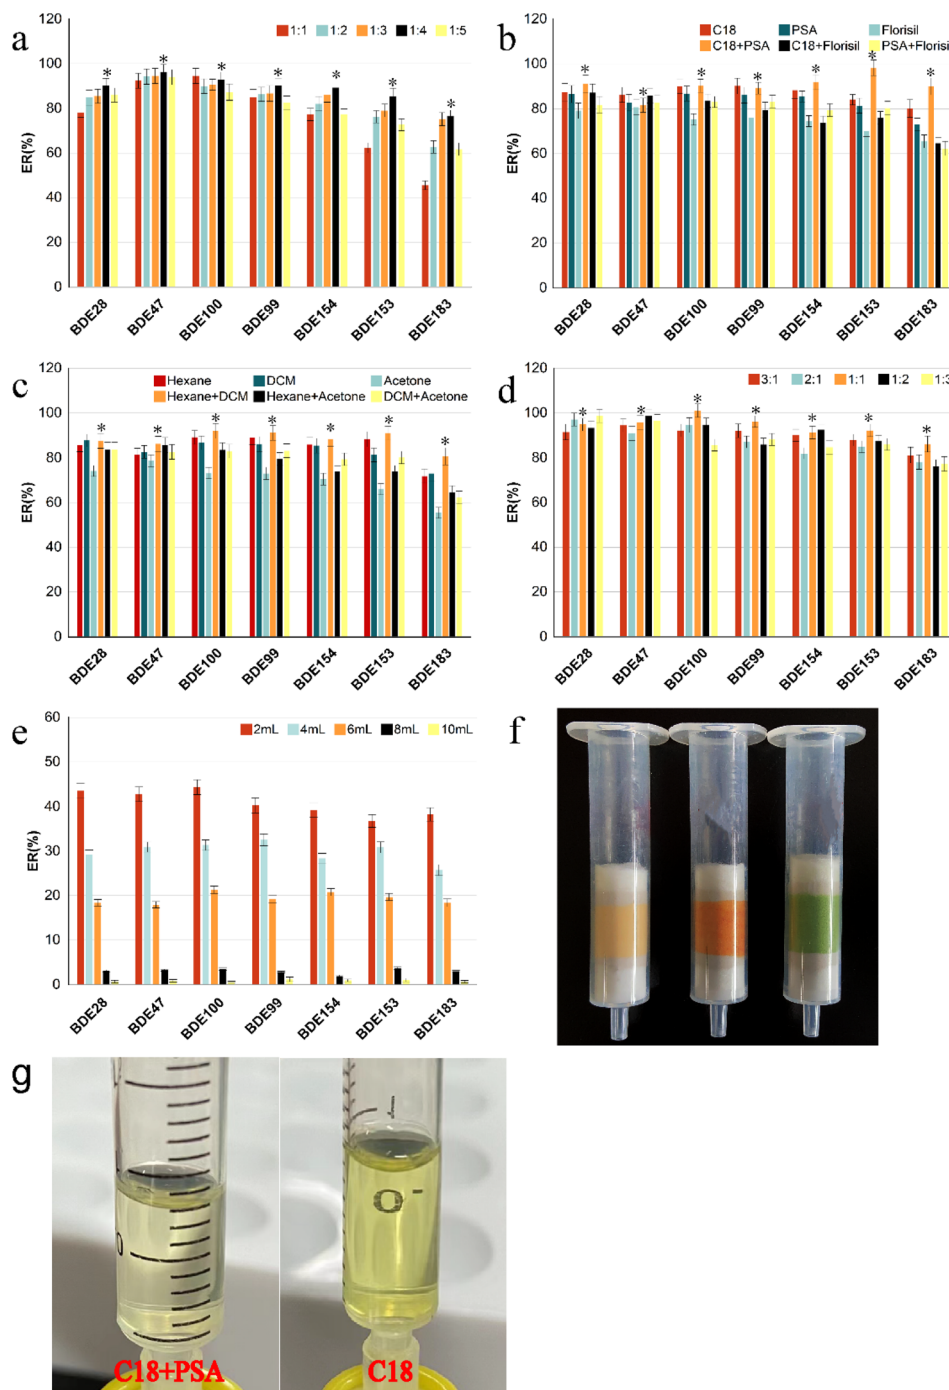 a
1:1 1:2 1:3 1:4 1:5
ER(%)
120
100
80
60
40
20
0
* * * * * * *
BDE28 BDE47 BDE100 BDE99 BDE154 BDE153 BDE183
b
C18 PSA Florisil
C18+PSA C18+Florisil PSA+Florisil
ER(%)
120
100
80
60
40
20
0
* * * * * * *
BDE28 BDE47 BDE100 BDE99 BDE154 BDE153 BDE183
c
Hexane DCM Acetone
Hexane+DCM Hexane+Acetone DCM+Acetone
ER(%)
120
100
80
60
40
20
0
* * * * * * *
BDE28 BDE47 BDE100 BDE99 BDE154 BDE153 BDE183
d
3:1 2:1 1:1 1:2 1:3
ER(%)
120
100
80
60
40
20
0
* * * * * * *
BDE28 BDE47 BDE100 BDE99 BDE154 BDE153 BDE183
e
2mL 4mL 6mL 8mL 10mL
ER(%)
60
50
40
30
20
10
0
BDE28 BDE47 BDE100 BDE99 BDE154 BDE153 BDE183
f
g
C18+PSA
1
0
C18